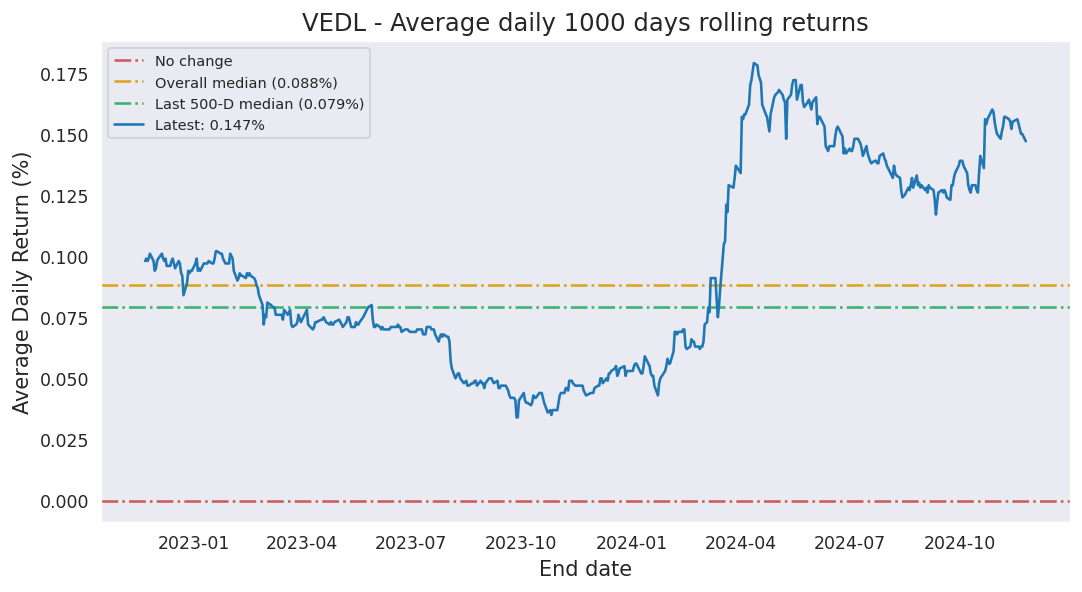 VEDL - Average daily 1000 days rolling returns
No change
Overall median (0.088%)
Last 500-D median (0.079%)
Latest: 0.147%
Average Daily Return (%)
0.175
0.150
0.125
0.100
0.075
0.050
0.025
0.000
2023-01 2023-04 2023-07 2023-10 2024-01 2024-04 2024-07 2024-10
End date